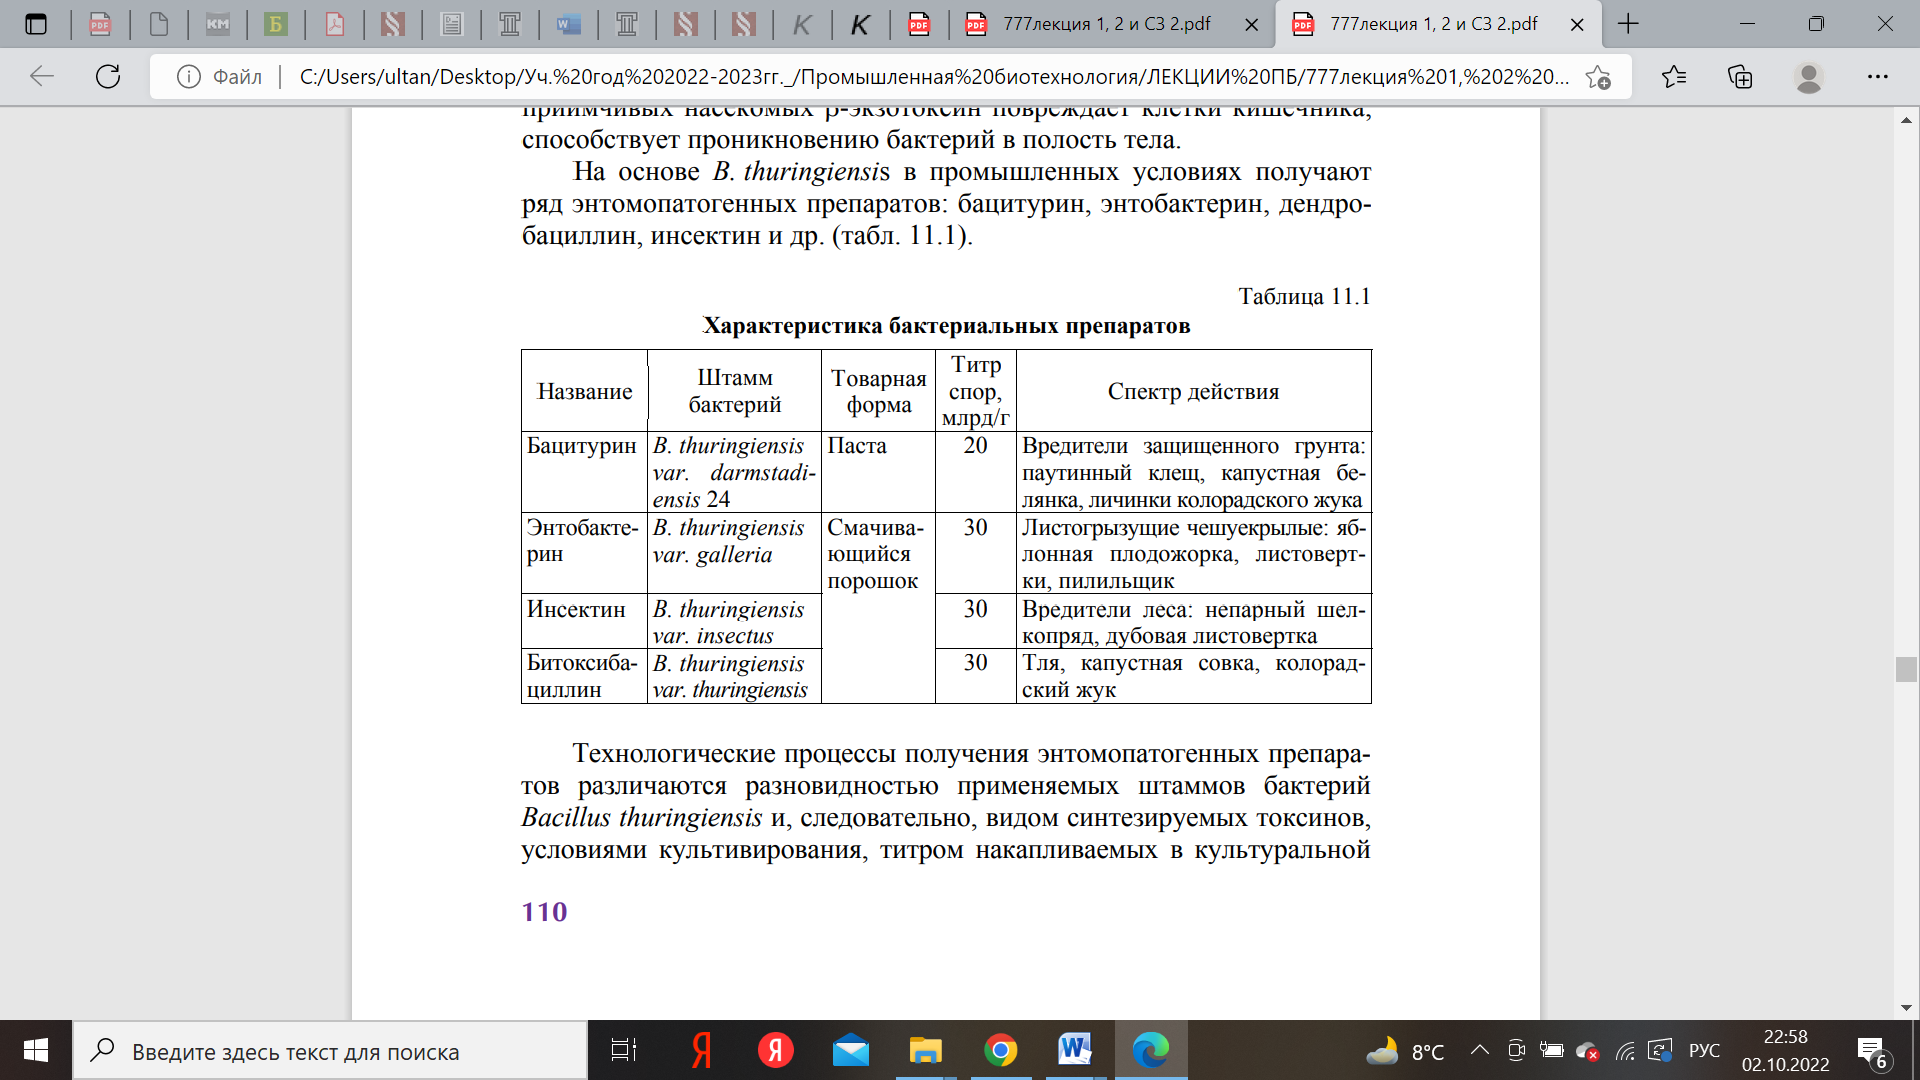 777лекция 1, 2 и СЗ 2.pdf
777лекция 1, 2 и СЗ 2.pdf
Файл
C:/Users/ultan/Desktop/Уч.%20год%202022-2023гг._/Промышленная%20биотехнология/ЛЕКЦИИ%20ПБ/777лекция%201,%202%20...
приимчивых насекомых β-экзотоксин повреждает клетки кишечника,
способствует проникновению бактерий в полость тела.
На основе B. thuringiensis в промышленных условиях получают
ряд энтомопатогенных препаратов: бацитурин, энтобактерин, дендро-
бациллин, инсектин и др. (табл. 11.1).
Таблица 11.1
Характеристика бактериальных препаратов
Название
Штамм
бактерий
Товарная
форма
Титр
спор,
млрд/г
Спектр действия
Бацитурин
B. thuringiensis
var. darmstadi-
ensis 24
Паста
20
Вредители защищенного грунта:
паутинный клещ, капустная бе-
лянка, личинки колорадского жука
Энтобакте-
рин
B. thuringiensis
var. galleria
Смачива-
ющийся
порошок
30
Листогрызущие чешуекрылые: яб-
лонная плодожорка, листоверт-
ки, пилильщик
Инсектин
B. thuringiensis
var. insectus
30
Вредители леса: непарный шел-
копряд, дубовая листовертка
Битоксиба-
циллин
B. thuringiensis
var. thuringiensis
30
Тля, капустная совка, колорад-
ский жук
Технологические процессы получения энтомопатогенных препара-
тов различаются разновидностью применяемых штаммов бактерий
Bacillus thuringiensis и, следовательно, видом синтезируемых токсинов,
условиями культивирования, титром накапливаемых в культуральной
110
Введите здесь текст для поиска
8°C
РУС
22:58
02.10.2022
6